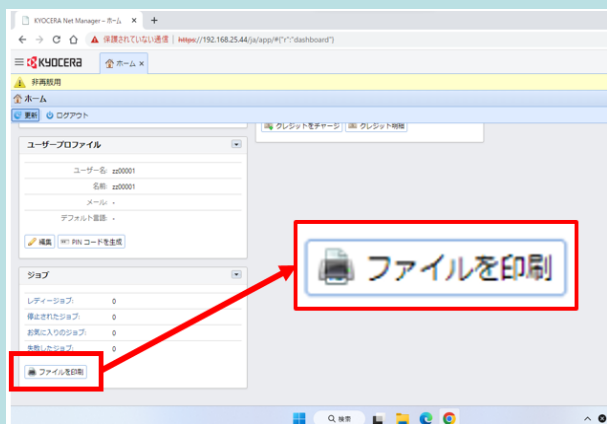 KYOCERA Net Manager - ホーム
保護されていない通信 | https://192.168.25.44/ja/app/#{"r":"dashboard"}
KYOCERA ホーム ×
非再販用
ホーム
更新 ログアウト
クレジットをチャージ クレジット明細
ユーザープロファイル
ユーザー名: zz00001
名前: zz00001
メール: -
デフォルト言語: -
編集 PIN コードを生成
ジョブ
レディージョブ: 0
停止されたジョブ: 0
お気に入りのジョブ: 0
失敗したジョブ: 0
ファイルを印刷
ファイルを印刷
検索